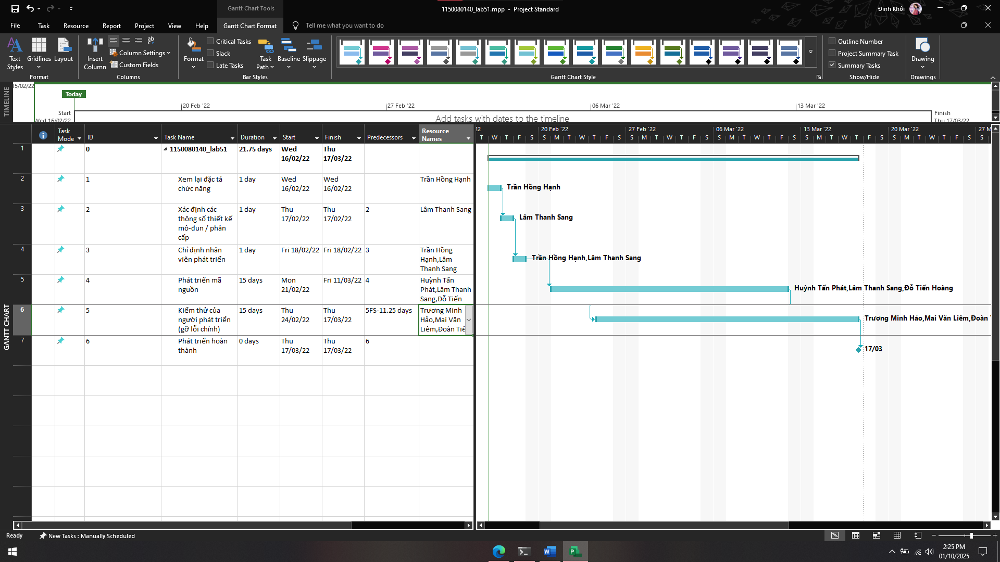 Gantt Chart Tools
1150080140_lab51.mpp - Project Standard
Đinh Khôi
File Task Resource Report Project View Help Gantt Chart Format Tell me what you want to do
Text Styles
Gridlines
Layout
Format
Insert Column
Column Settings
Custom Fields
Columns
Format
Critical Tasks
Slack
Late Tasks
Task Path
Baseline
Slippage
Bar Styles
Gantt Chart Style
Outline Number
Project Summary Task
Summary Tasks
Show/Hide
Drawing
Drawings
TIMELINE
15/02/22
Today
20 Feb '22 27 Feb '22 06 Mar '22 13 Mar '22
Start
Wed 16/02/22
Add tasks with dates to the timeline
Finish
Thu 17/03/22
GANTT CHART
Task Mode ID Task Name Duration Start Finish Predecessors Resource Names
1 0 1150080140_lab51 21.75 days Wed 16/02/22 Thu 17/03/22
2 1 Xem lại đặc tả chức năng 1 day Wed 16/02/22 Wed 16/02/22 Trần Hồng Hạnh
3 2 Xác định các thông số thiết kế mô-đun / phân cấp 1 day Thu 17/02/22 Thu 17/02/22 2 Lâm Thanh Sang
4 3 Chỉ định nhân viên phát triển 1 day Fri 18/02/22 Fri 18/02/22 3 Trần Hồng Hạnh,Lâm Thanh Sang
5 4 Phát triển mã nguồn 15 days Mon 21/02/22 Fri 11/03/22 4 Huỳnh Tấn Phát,Lâm Thanh Sang,Đỗ Tiến
6 5 Kiểm thử của người phát triển (gỡ lỗi chính) 15 days Thu 24/02/22 Thu 17/03/22 5FS-11.25 days Trương Minh Hảo,Mai Văn Liêm,Đoàn Tiế
7 6 Phát triển hoàn thành 0 days Thu 17/03/22 Thu 17/03/22 6
22 20 Feb '22 27 Feb '22 06 Mar '22 13 Mar '22 20 Mar '22 27 M
T W T F S S M T W T F S S M T W T F S S M T W T F S S M T W T F S S M T W T F S S
Trần Hồng Hạnh
Lâm Thanh Sang
Trần Hồng Hạnh,Lâm Thanh Sang
Huỳnh Tấn Phát,Lâm Thanh Sang,Đỗ Tiến Hoàng
Trương Minh Hảo,Mai Văn Liêm,Đoàn T
17/03
Ready New Tasks : Manually Scheduled
2:25 PM
01/10/2025